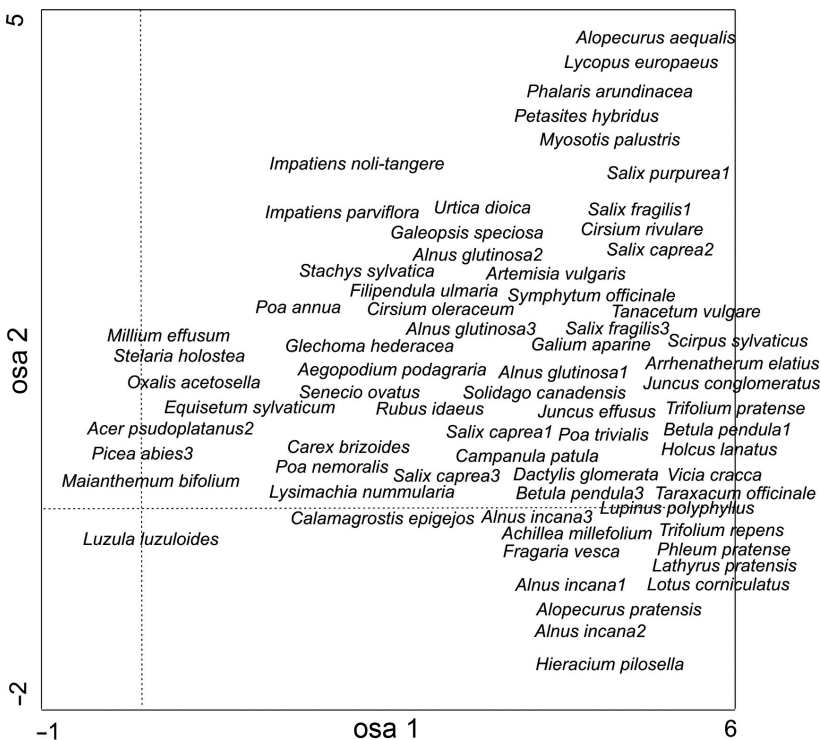 5
Alopecurus aequalis
Lycopus europaeus
Phalaris arundinacea
Petasites hybridus
Myosotis palustris
Impatiens noli-tangere
Salix purpurea1
Impatiens parviflora Urtica dioica Salix fragilis1
Galeopsis speciosa Cirsium rivulare
Alnus glutinosa2 Salix caprea2
Stachys sylvatica Artemisia vulgaris
Filipendula ulmaria Symphytum officinale
Poa annua Cirsium oleraceum Tanacetum vulgare
Millium effusum Alnus glutinosa3 Salix fragilis3
Glechoma hederacea Galium aparine Scirpus sylvaticus
Stelaria holostea
Aegopodium podagraria Alnus glutinosa1 Arrhenatherum elatius
Oxalis acetosella Juncus conglomeratus
Senecio ovatus Solidago canadensis
Equisetum sylvaticum Rubus idaeus Juncus effusus Trifolium pratense
Acer psudoplatanus2 Salix caprea1 Poa trivialis Betula pendula1
Picea abies3 Carex brizoides Campanula patula Holcus lanatus
Poa nemoralis
Maianthemum bifolium Salix caprea3 Dactylis glomerata Vicia cracca
Lysimachia nummularia Betula pendula3 Taraxacum officinale
Lupinus polyphyllus
Calamagrostis epigejos Alnus incana3
Achillea millefolium Trifolium repens
Luzula luzuloides
Fragaria vesca Phleum pratense
Lathyrus pratensis
Alnus incana1 Lotus corniculatus
Alopecurus pratensis
Alnus incana2
Hieracium pilosella
osa 2
−2
−1 osa 1 6